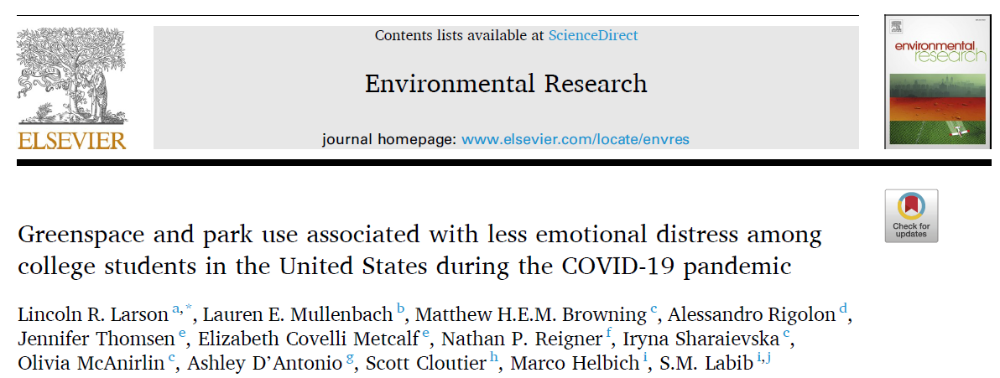 Contents lists available at ScienceDirect
Environmental Research
journal homepage: www.elsevier.com/locate/envres
ELSEVIER
environmental
research
Check for
updates
Greenspace and park use associated with less emotional distress among
college students in the United States during the COVID-19 pandemic
Lincoln R. Larson a,*, Lauren E. Mullenbach b, Matthew H.E.M. Browning c, Alessandro Rigolon d,
Jennifer Thomsen e, Elizabeth Covelli Metcalf e, Nathan P. Reigner f, Iryna Sharaievska c,
Olivia McAnirlin c, Ashley D’Antonio g, Scott Cloutier h, Marco Helbich i, S.M. Labib i,j